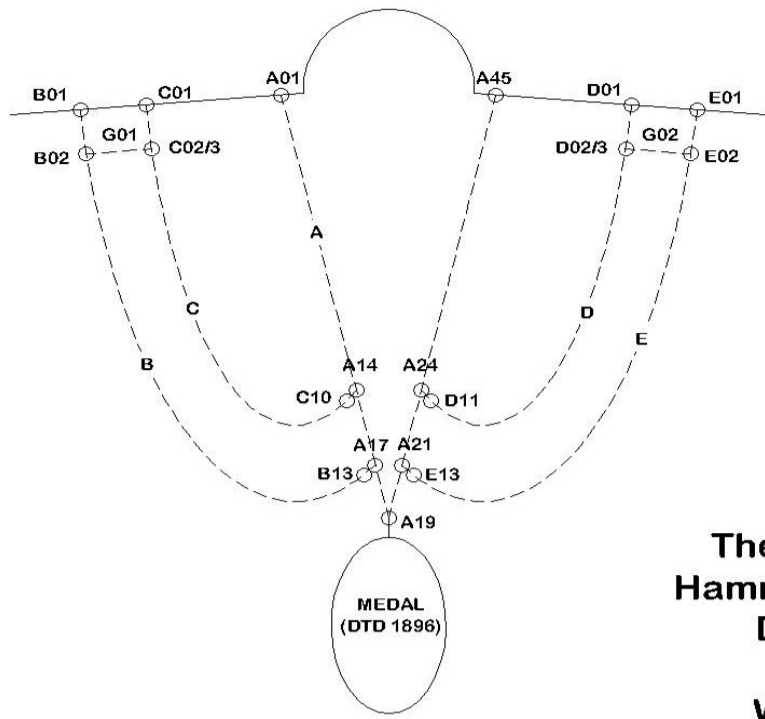 A01
A45
B01
C01
D01
E01
G01
G02
B02
C02/3
D02/3
E02
A
C
D
B
E
A14
A24
C10
D11
A17
A21
B13
E13
A19
MEDAL
(DTD 1896)
The